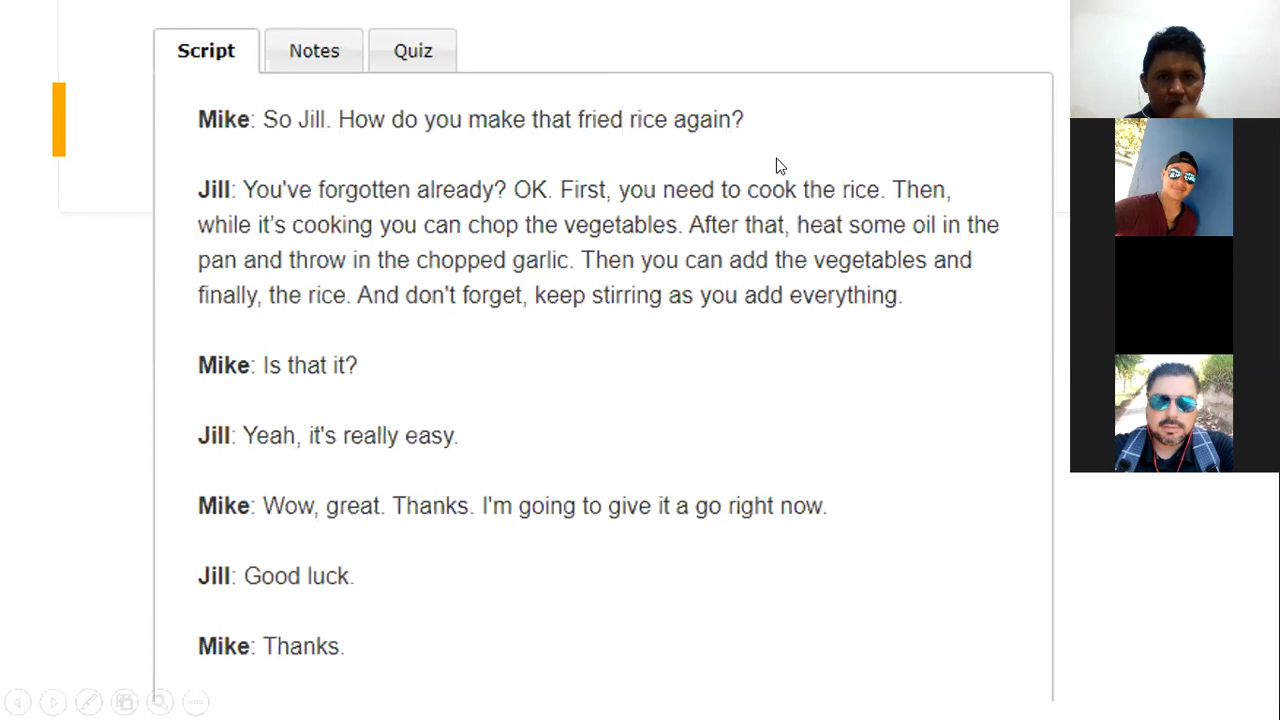 Script Notes Quiz
Mike: So Jill. How do you make that fried rice again?
Jill: You've forgotten already? OK. First, you need to cook the rice. Then,
while it's cooking you can chop the vegetables. After that, heat some oil in the
pan and throw in the chopped garlic. Then you can add the vegetables and
finally, the rice. And don't forget, keep stirring as you add everything.
Mike: Is that it?
Jill: Yeah, it's really easy.
Mike: Wow, great. Thanks. I'm going to give it a go right now.
Jill: Good luck.
Mike: Thanks.